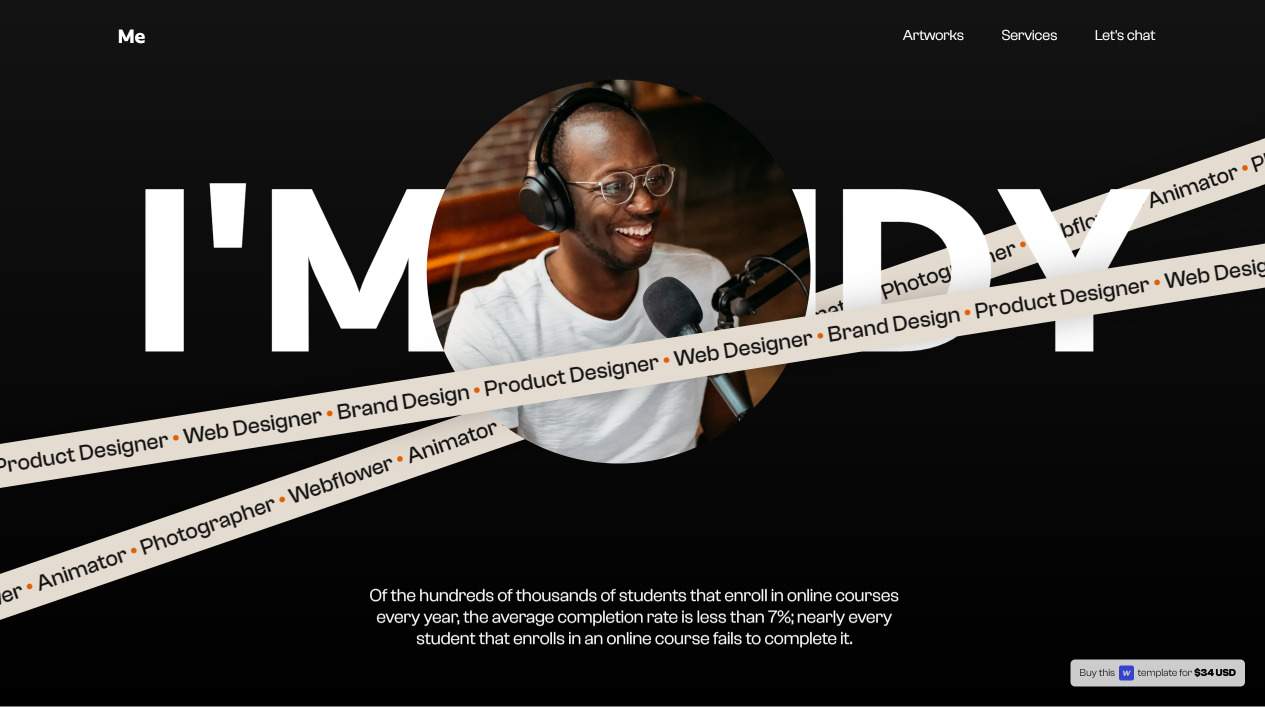 Me
Artworks Services Let's chat
I'M DY
Photographer • Webflower Animator
Product Designer • Web Designer • Brand Design • Product Designer • Web Designer • Brand Design • Product Designer • Web Desig
er • Animator • Photographer • Webflower • Animator
Of the hundreds of thousands of students that enroll in online courses
every year, the average completion rate is less than 7%; nearly every
student that enrolls in an online course fails to complete it.
Buy this W template for $34 USD